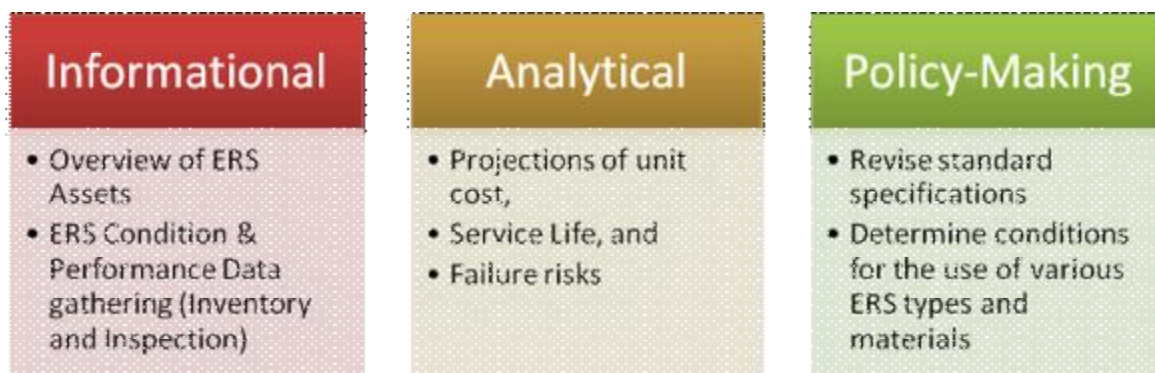 Informational
• Overview of ERS
Assets
• ERS Condition &
Performance Data
gathering (Inventory
and Inspection)
Analytical
• Projections of unit
cost,
• Service Life, and
• Failure risks
Policy-Making
• Revise standard
specifications
• Determine conditions
for the use of various
ERS types and
materials